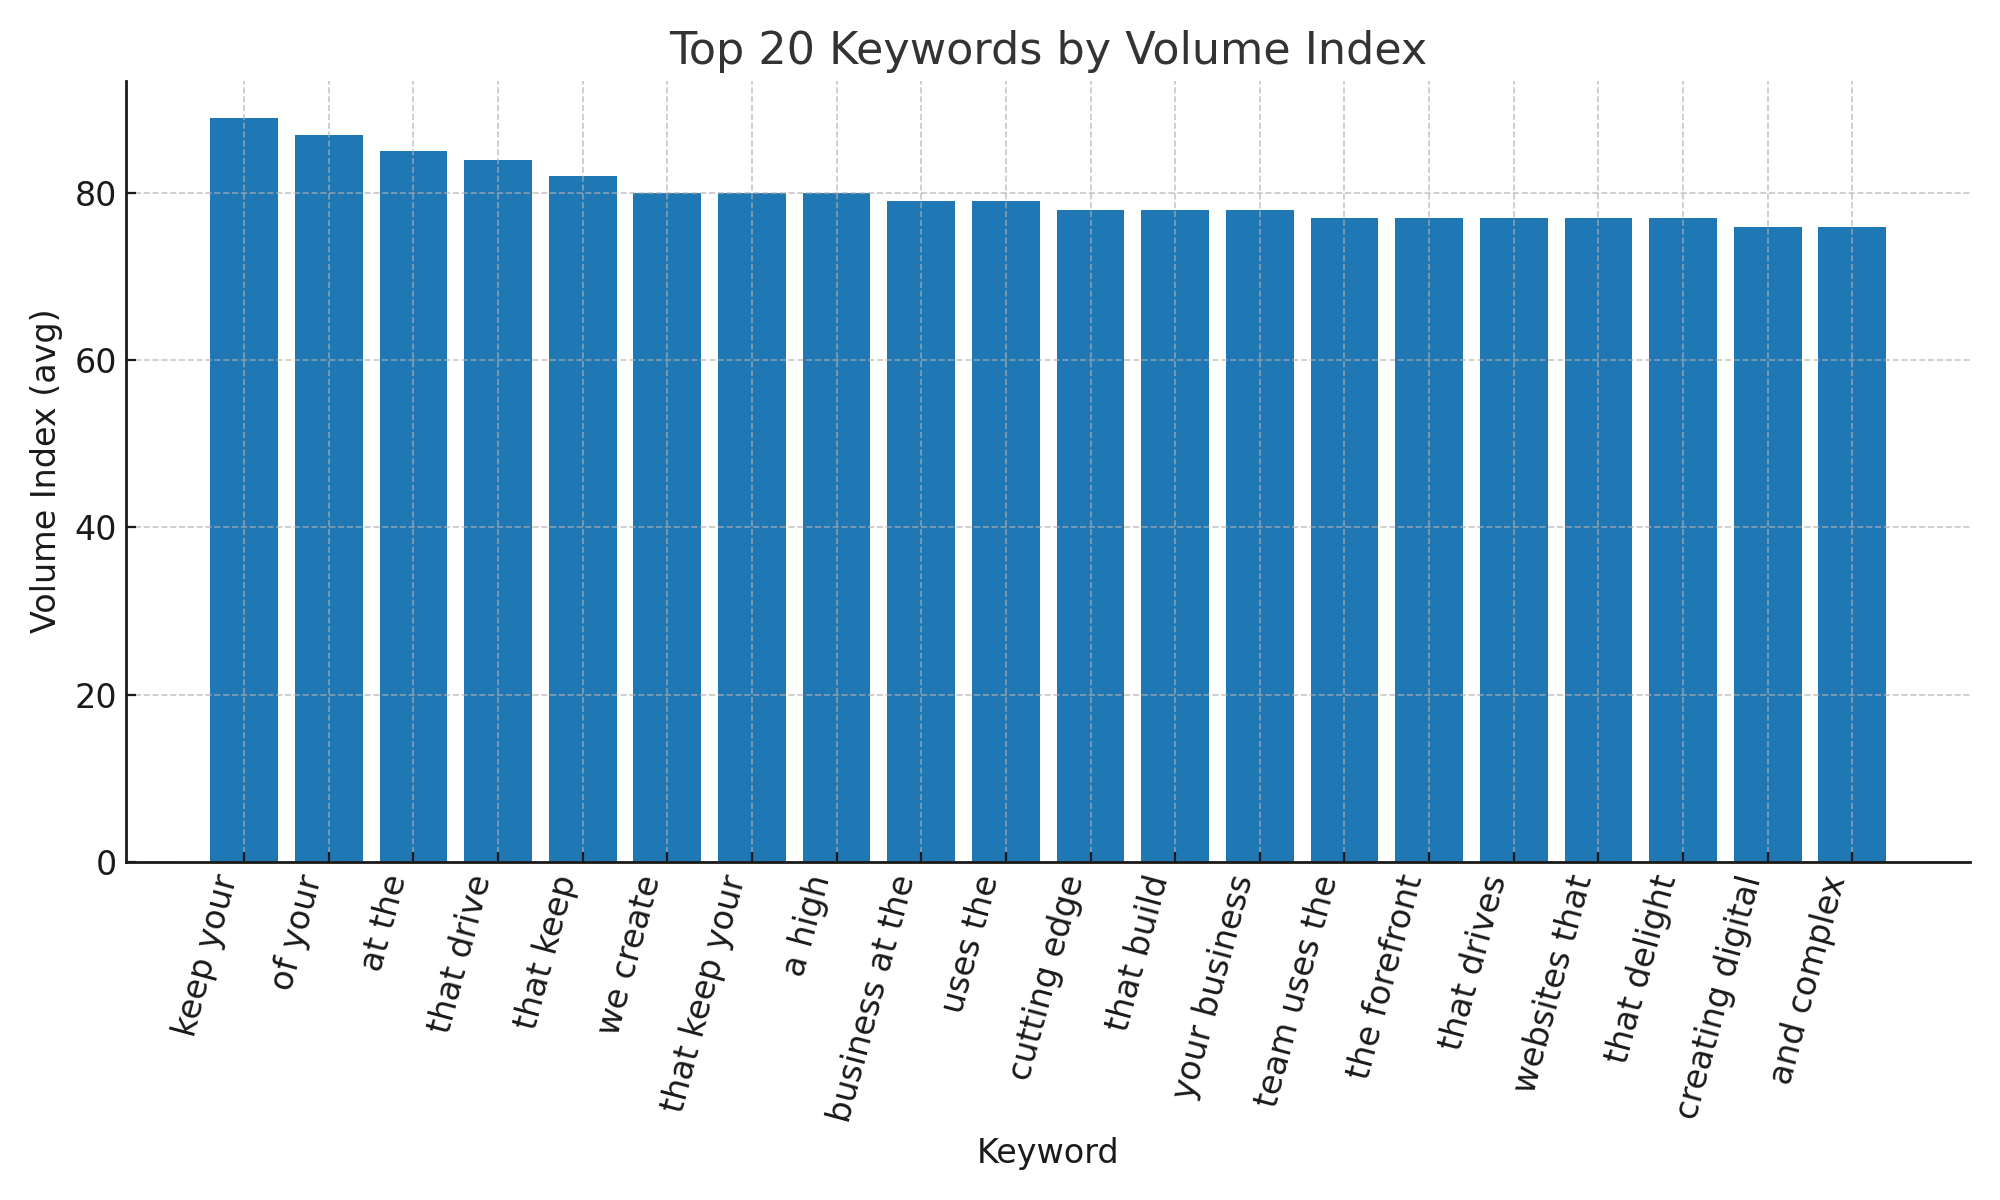 Top 20 Keywords by Volume Index
Volume Index (avg)
80
60
40
20
0
keep your
of your
at the
that drive
that keep
we create
that keep your
a high
business at the
uses the
cutting edge
that build
your business
team uses the
the forefront
that drives
websites that
that delight
creating digital
and complex
Keyword